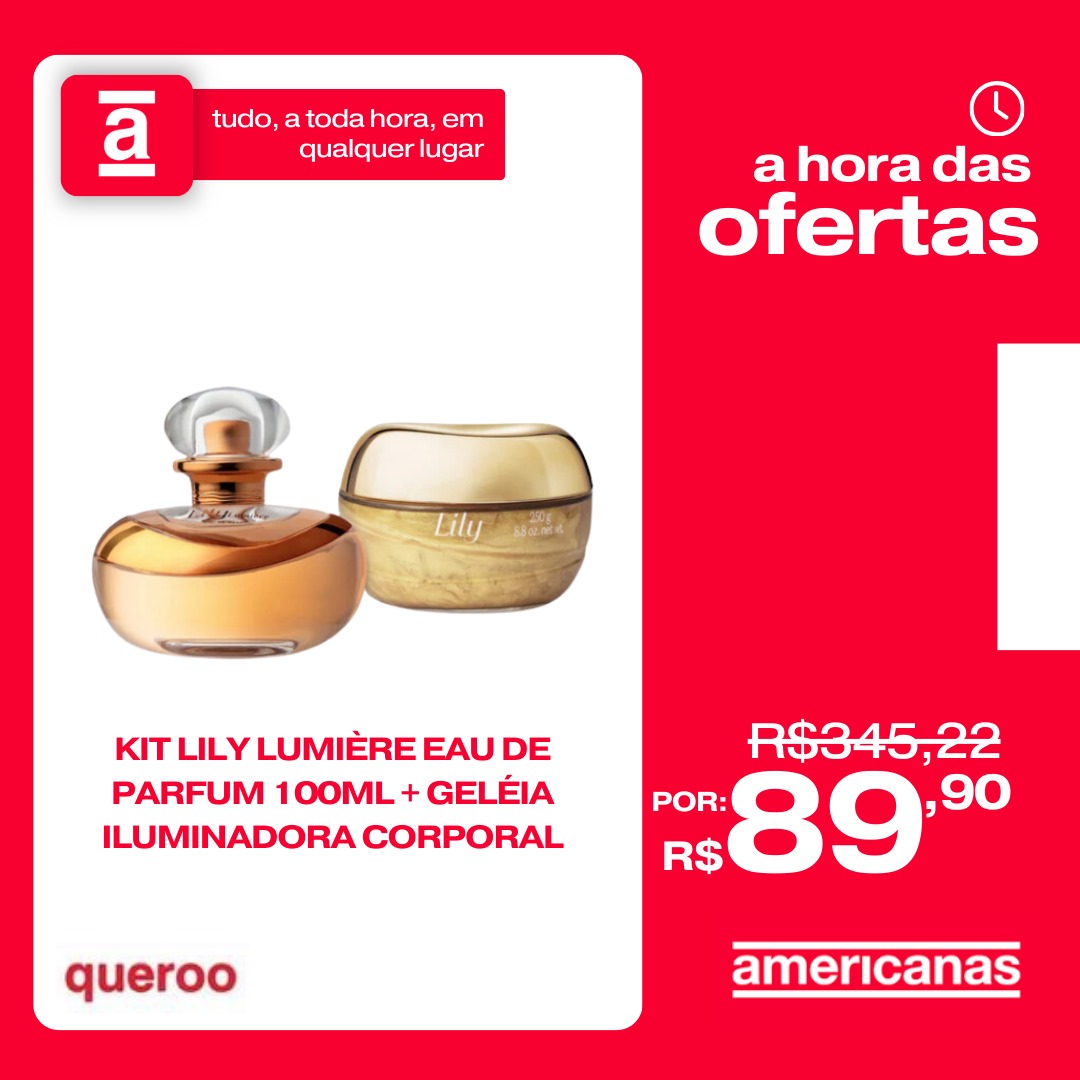 a
tudo, a toda hora, em
qualquer lugar
a hora das
ofertas
Lily
250 g
8.8 oz. net wt.
KIT LILY LUMIÈRE EAU DE
PARFUM 100ML + GELÉIA
ILUMINADORA CORPORAL
R$345,22
POR:
R$89,90
queroo
americanas